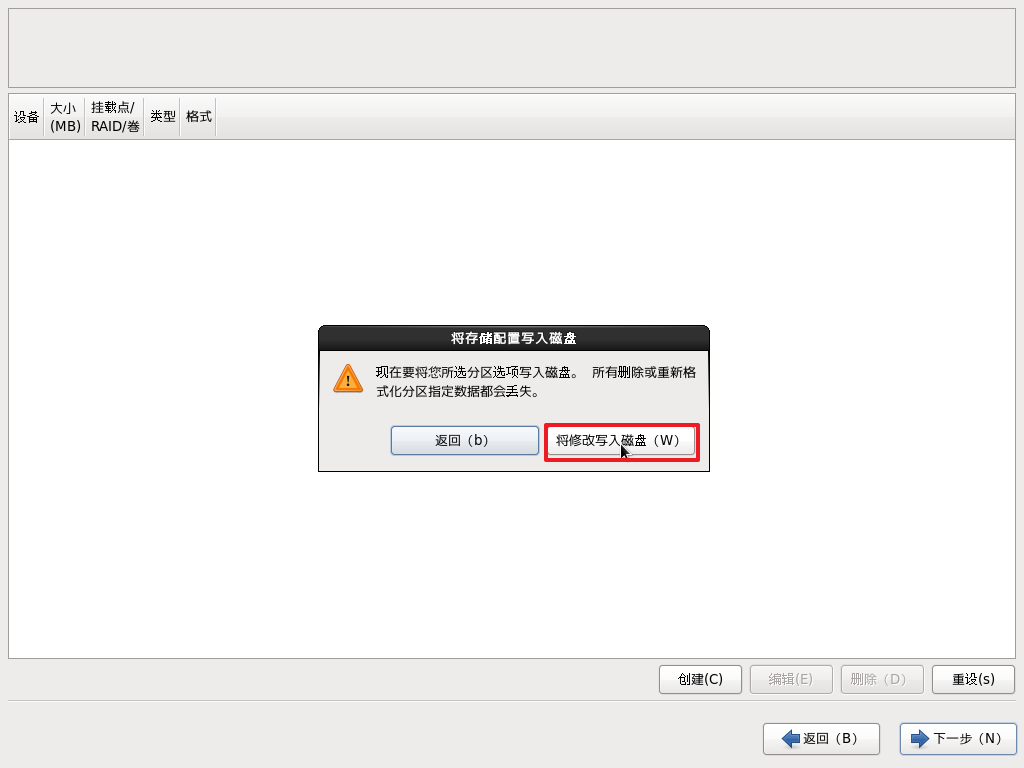 设备
大小
(MB)
挂载点/
RAID/卷
类型
格式
将存储配置写入磁盘
现在要将您所选分区选项写入磁盘。 所有删除或重新格
式化分区指定数据都会丢失。
返回（b）
将修改写入磁盘（W）
创建(C)
编辑(E)
删除（D）
重设(s)
返回（B）
下一步（N）